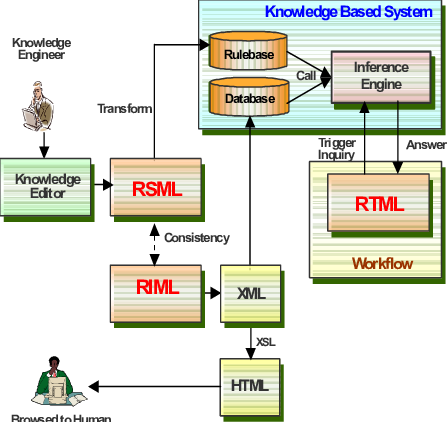 Knowledge Based System
Knowledge
Engineer
Rulebase
Call
Inference
Engine
Database
Transform
Trigger
Inquiry
Answer
Knowledge
Editor
RSML
RTML
Workflow
Consistency
RIML
XML
XSL
HTML
Browsed to Human